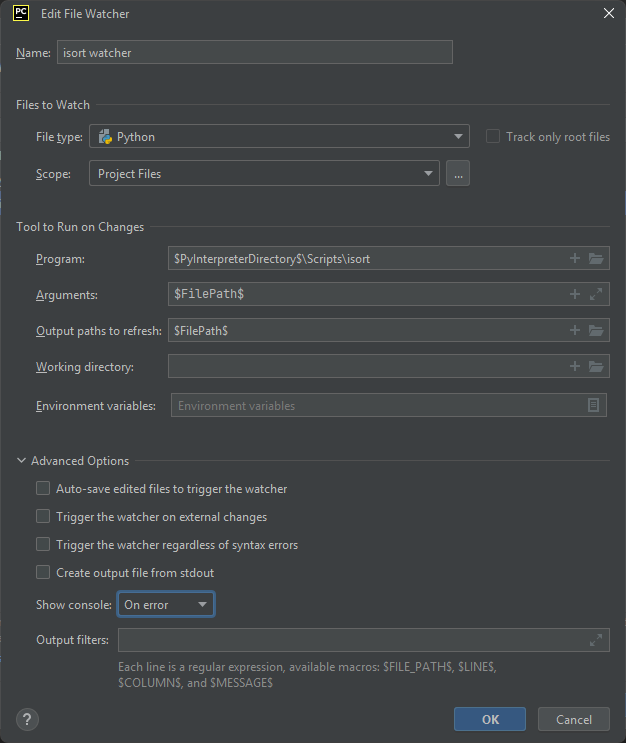 PC Edit File Watcher
Name: isort watcher
Files to Watch
File type: Python Track only root files
Scope: Project Files ...
Tool to Run on Changes
Program: $PyInterpreterDirectory$\Scripts\isort
Arguments: $FilePath$
Output paths to refresh: $FilePath$
Working directory:
Environment variables: Environment variables
Advanced Options
Auto-save edited files to trigger the watcher
Trigger the watcher on external changes
Trigger the watcher regardless of syntax errors
Create output file from stdout
Show console: On error
Output filters:
Each line is a regular expression, available macros: $FILE_PATH$, $LINE$,
$COLUMN$, and $MESSAGE$
? OK Cancel